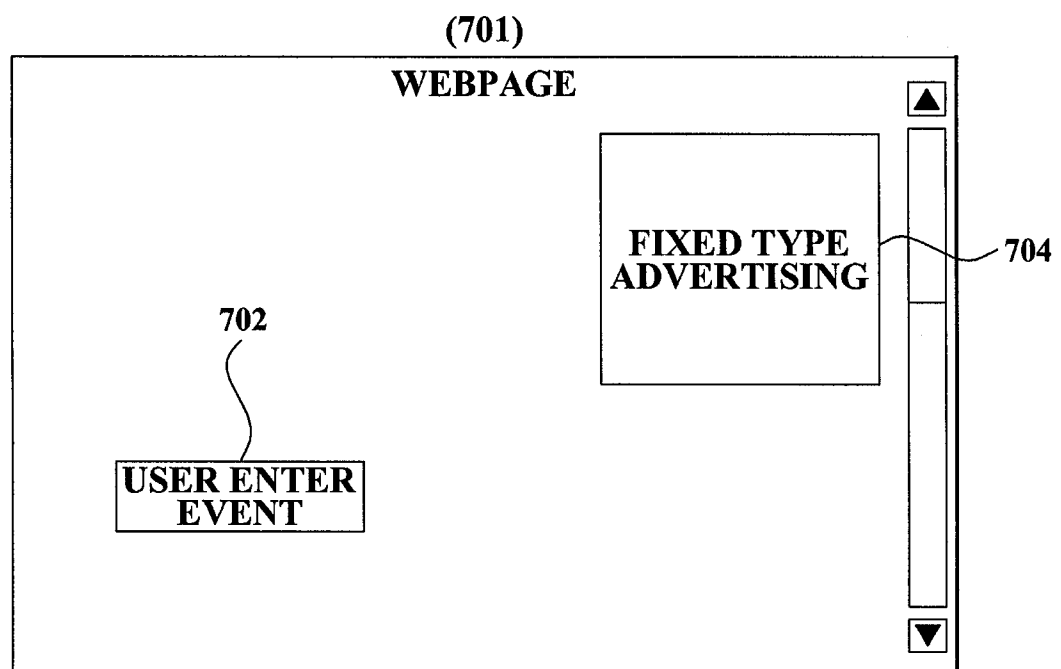 (701)
WEBPAGE
FIXED TYPE
ADVERTISING
704
702
USER ENTER
EVENT